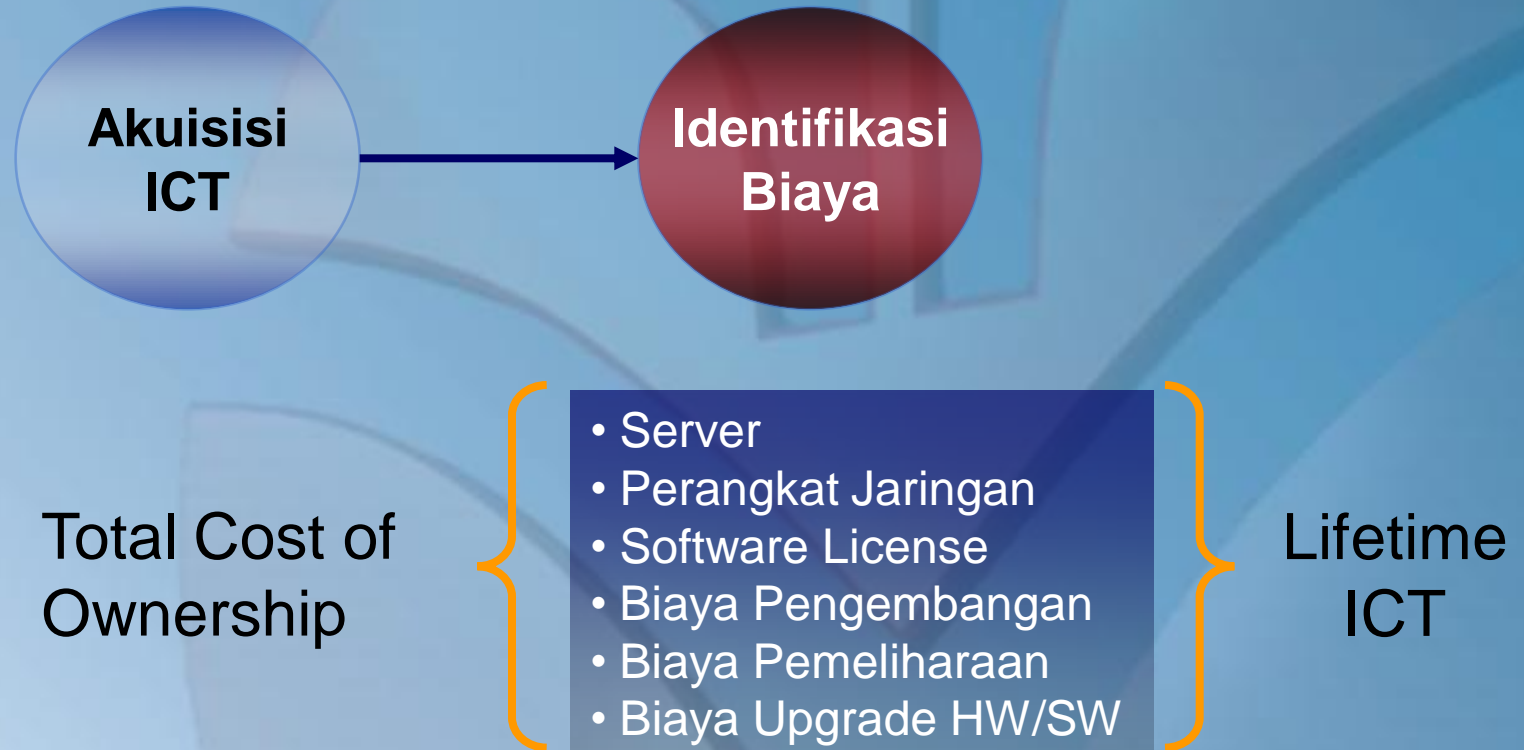 Akuisisi
ICT
Identifikasi
Biaya
Total Cost of
Ownership
• Server
• Perangkat Jaringan
• Software License
• Biaya Pengembangan
• Biaya Pemeliharaan
• Biaya Upgrade HW/SW
Lifetime
ICT